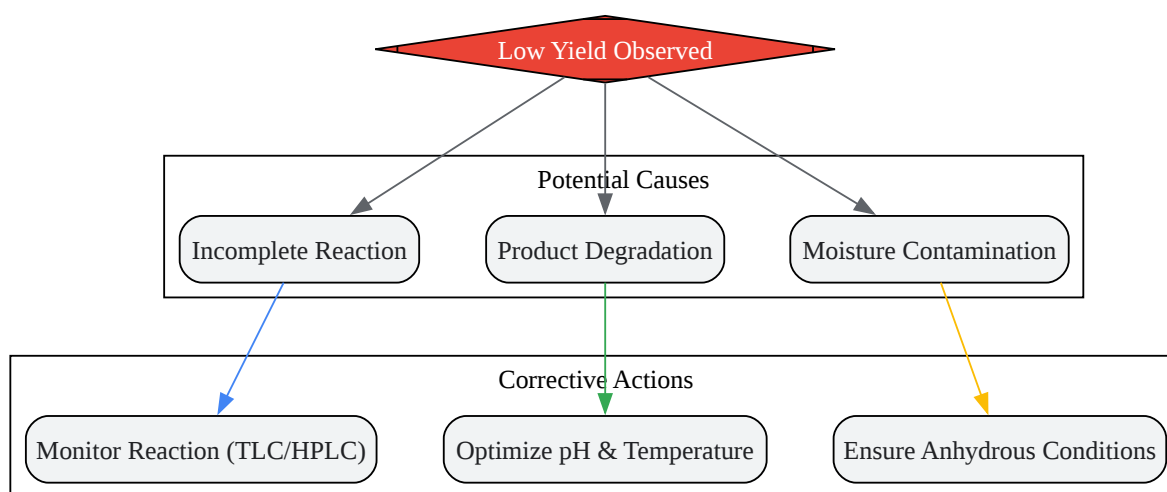 Low Yield Observed
Potential Causes
Incomplete Reaction
Product Degradation
Moisture Contamination
Corrective Actions
Monitor Reaction (TLC/HPLC)
Optimize pH & Temperature
Ensure Anhydrous Conditions